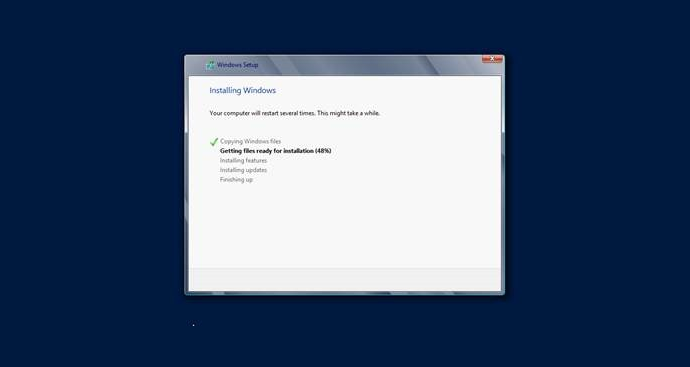 Windows Setup
Installing Windows
Your computer will restart several times. This might take a while.
Copying Windows files
Getting files ready for installation (48%)
Installing features
Installing updates
Finishing up